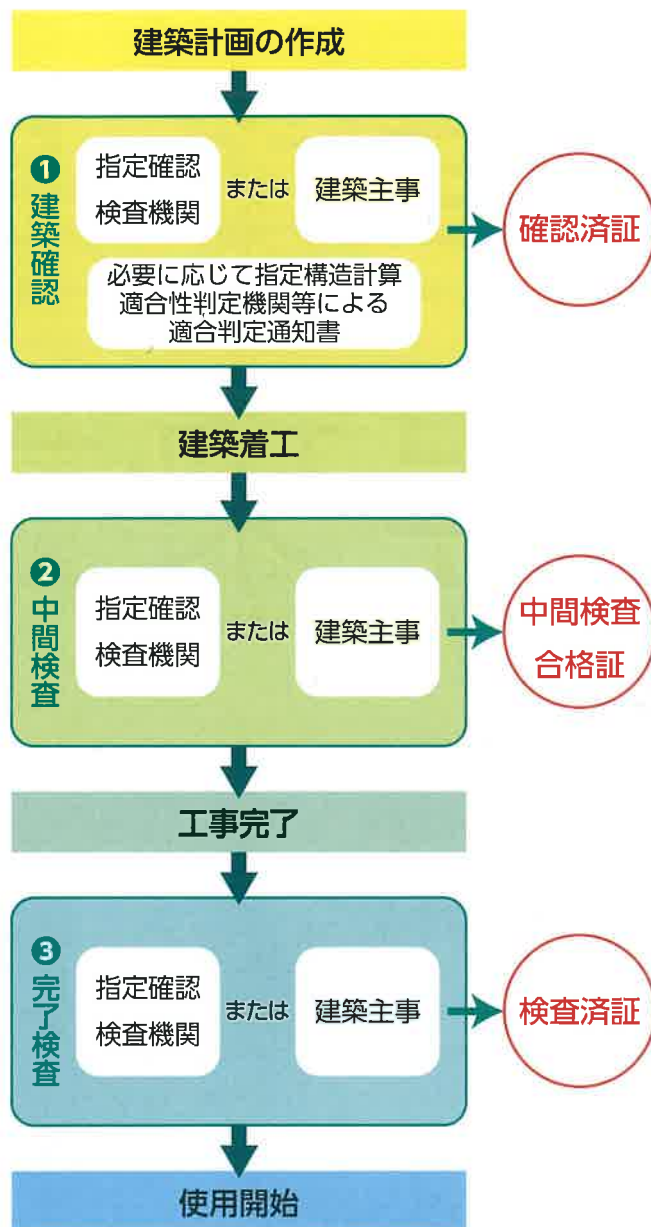 建築計画の作成
❶建築確認
指定確認
検査機関
または
建築主事
確認済証
必要に応じて指定構造計算
適合性判定機関等による
適合判定通知書
建築着工
❷中間検査
指定確認
検査機関
または
建築主事
中間検査
合格証
工事完了
❸完了検査
指定確認
検査機関
または
建築主事
検査済証
使用開始